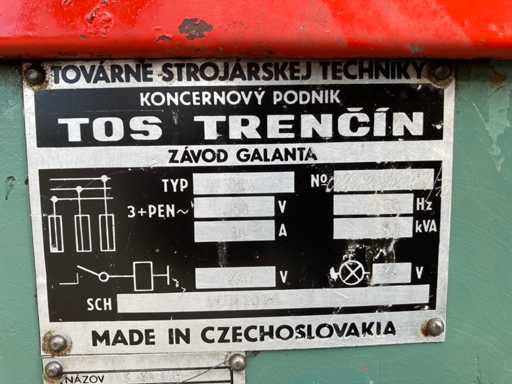 TOVÁRNE STROJÁRSKEJ TECHNIKY
KONCERNOVÝ PODNIK
TOS TRENČÍN
ZÁVOD GALANTA
TYP Nº
3+PEN~ V Hz
A kVA
V V
SCH
MADE IN CZECHOSLOVAKIA
NÁZOV